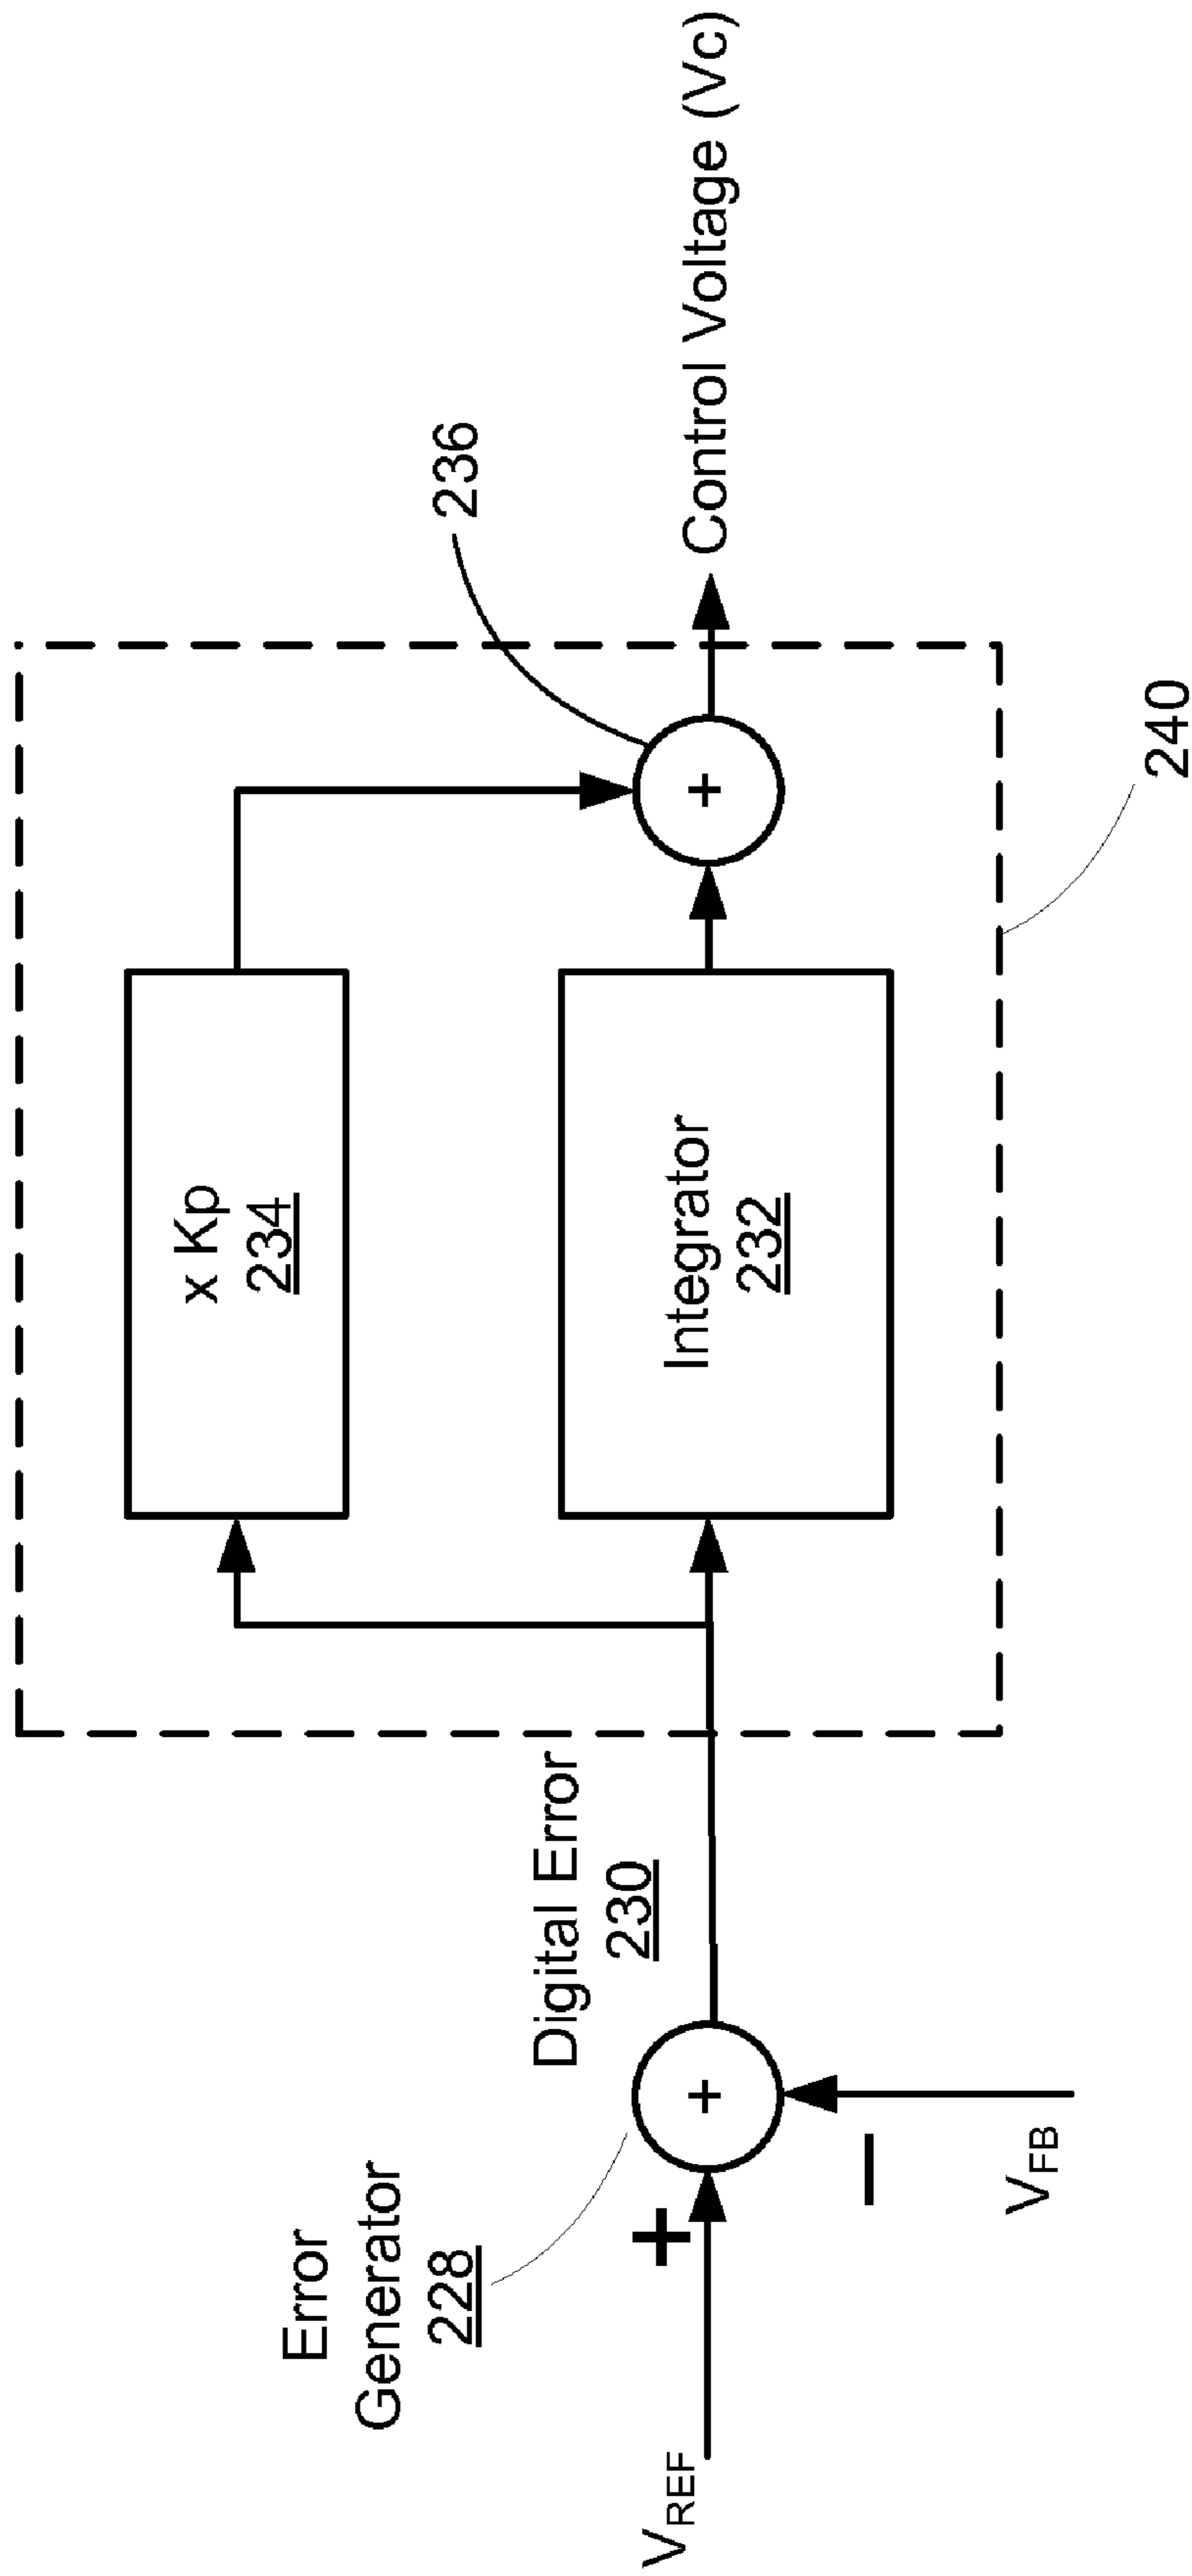 Error
Generator
228
V_REF
+
+
−
V_FB
Digital Error
230
x Kp
234
Integrator
232
+
236
Control Voltage (Vc)
240